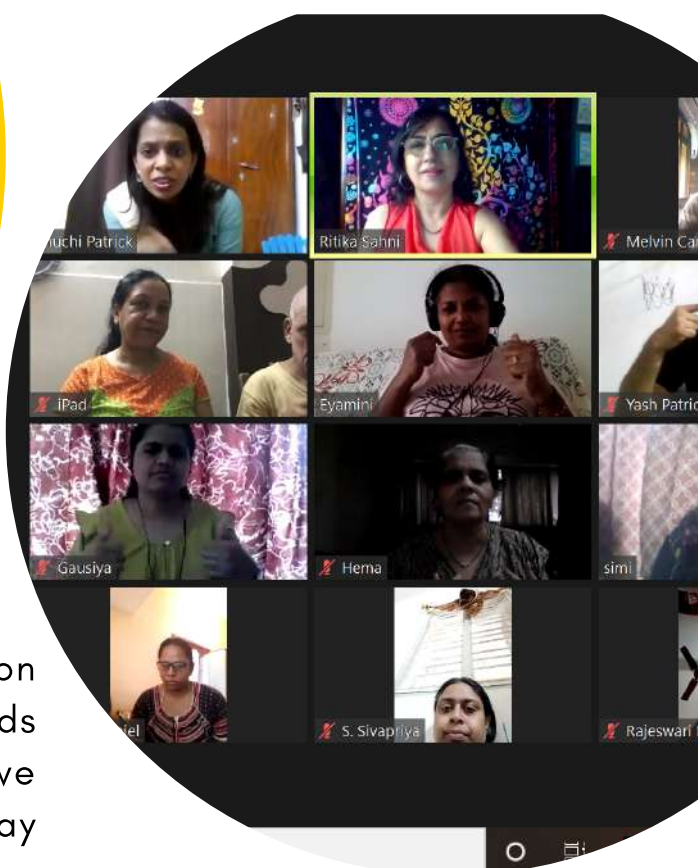 uchi Patrick
Ritika Sahni
Melvin Ca
iPad
Eyamini
Yash Patric
Gausiya
Hema
simi
iel
S. Sivapriya
Rajeswari
on
ds
ve
ay